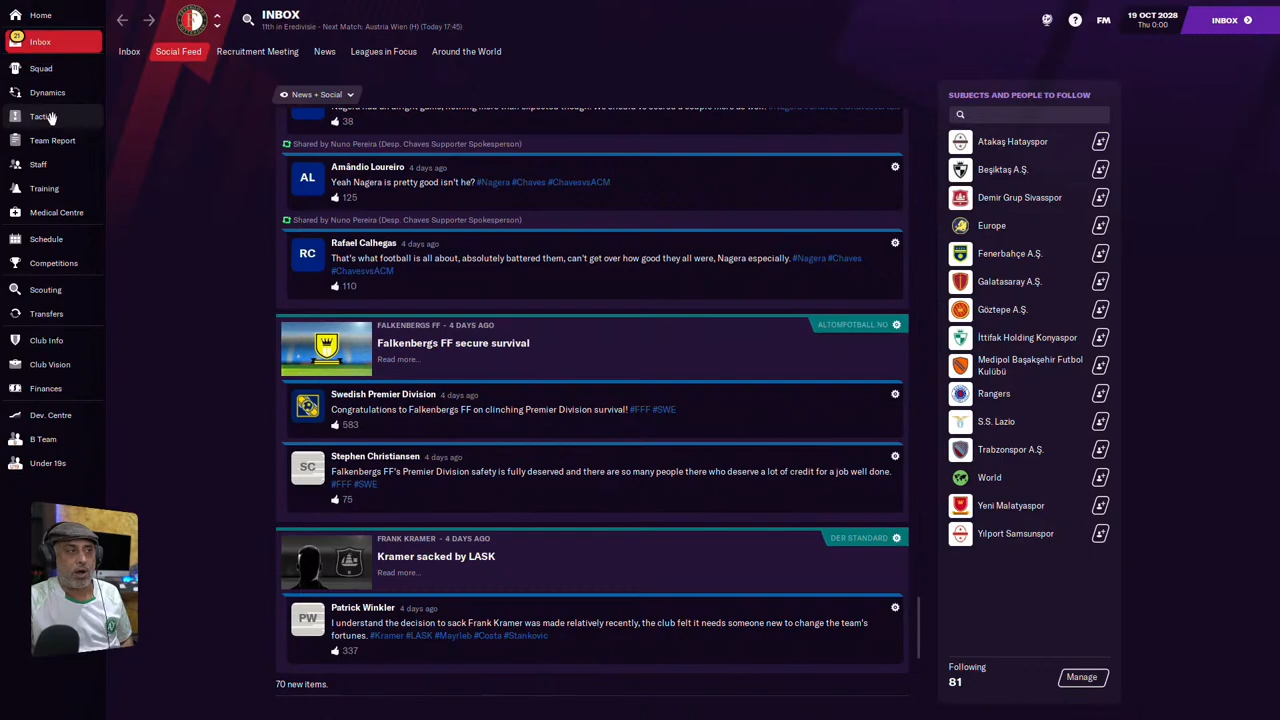 Home
21
Inbox
Squad
Dynamics
Tactics
Team Report
Staff
Training
Medical Centre
Schedule
Competitions
Scouting
Transfers
Club Info
Club Vision
Finances
Dev. Centre
B Team
Under 19s
INBOX
11th in Eredivisie - Next Match: Austria Wien (H) (Today 17:45)
?
FM
19 OCT 2028
Thu 0:00
INBOX
Inbox
Social Feed
Recruitment Meeting
News
Leagues in Focus
Around the World
News + Social
38
Shared by Nuno Pereira (Desp. Chaves Supporter Spokesperson)
AL
Amândio Loureiro 4 days ago
Yeah Nagera is pretty good isn't he? #Nagera #Chaves #ChavesvsACM
125
Shared by Nuno Pereira (Desp. Chaves Supporter Spokesperson)
RC
Rafael Calhegas 4 days ago
That's what football is all about, absolutely battered them, can't get over how good they all were, Nagera especially. #Nagera #Chaves
#ChavesvsACM
110
FALKENBERGS FF - 4 DAYS AGO
ALTOMFOTBALL.NO
Falkenbergs FF secure survival
Read more...
Swedish Premier Division 4 days ago
Congratulations to Falkenbergs FF on clinching Premier Division survival! #FFF #SWE
583
SC
Stephen Christiansen 4 days ago
Falkenbergs FF's Premier Division safety is fully deserved and there are so many people there who deserve a lot of credit for a job well done.
#FFF #SWE
75
FRANK KRAMER - 4 DAYS AGO
DER STANDARD
Kramer sacked by LASK
Read more...
PW
Patrick Winkler 4 days ago
I understand the decision to sack Frank Kramer was made relatively recently, the club felt it needs someone new to change the team's
fortunes. #Kramer #LASK #Mayrleb #Costa #Stankovic
337
70 new items.
SUBJECTS AND PEOPLE TO FOLLOW
Atakaş Hatayspor
Beşiktaş A.Ş.
Demir Grup Sivasspor
Europe
Fenerbahçe A.Ş.
Galatasaray A.Ş.
Göztepe A.Ş.
İttifak Holding Konyaspor
Medipol Başakşehir Futbol
Kulübü
Rangers
S.S. Lazio
Trabzonspor A.Ş.
World
Yeni Malatyaspor
Yılport Samsunspor
Following
81
Manage